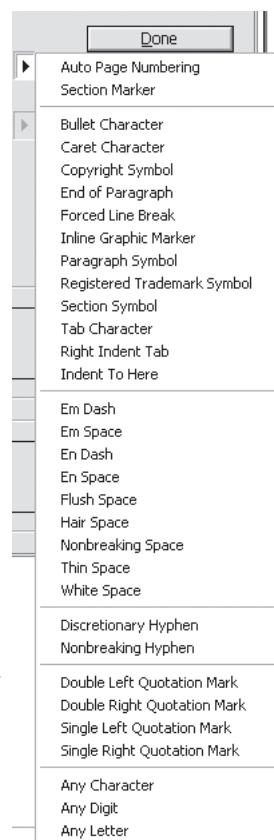 Done
Auto Page Numbering
Section Marker
Bullet Character
Caret Character
Copyright Symbol
End of Paragraph
Forced Line Break
Inline Graphic Marker
Paragraph Symbol
Registered Trademark Symbol
Section Symbol
Tab Character
Right Indent Tab
Indent To Here
Em Dash
Em Space
En Dash
En Space
Flush Space
Hair Space
Nonbreaking Space
Thin Space
White Space
Discretionary Hyphen
Nonbreaking Hyphen
Double Left Quotation Mark
Double Right Quotation Mark
Single Left Quotation Mark
Single Right Quotation Mark
Any Character
Any Digit
Any Letter